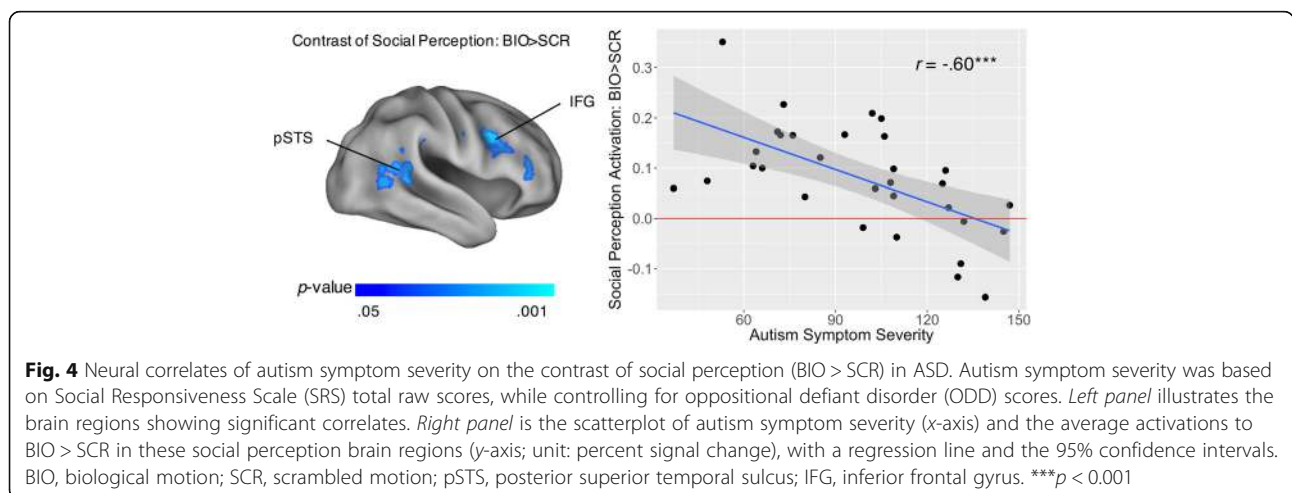 Contrast of Social Perception: BIO>SCR
IFG
pSTS
p-value
.05
.001
Social Perception Activation: BIO>SCR
r = -.60***
0.3
0.2
0.1
0.0
-0.1
60
90
120
150
Autism Symptom Severity
Fig. 4 Neural correlates of autism symptom severity on the contrast of social perception (BIO > SCR) in ASD. Autism symptom severity was based
on Social Responsiveness Scale (SRS) total raw scores, while controlling for oppositional defiant disorder (ODD) scores. Left panel illustrates the
brain regions showing significant correlates. Right panel is the scatterplot of autism symptom severity (x-axis) and the average activations to
BIO > SCR in these social perception brain regions (y-axis; unit: percent signal change), with a regression line and the 95% confidence intervals.
BIO, biological motion; SCR, scrambled motion; pSTS, posterior superior temporal sulcus; IFG, inferior frontal gyrus. ***p < 0.001